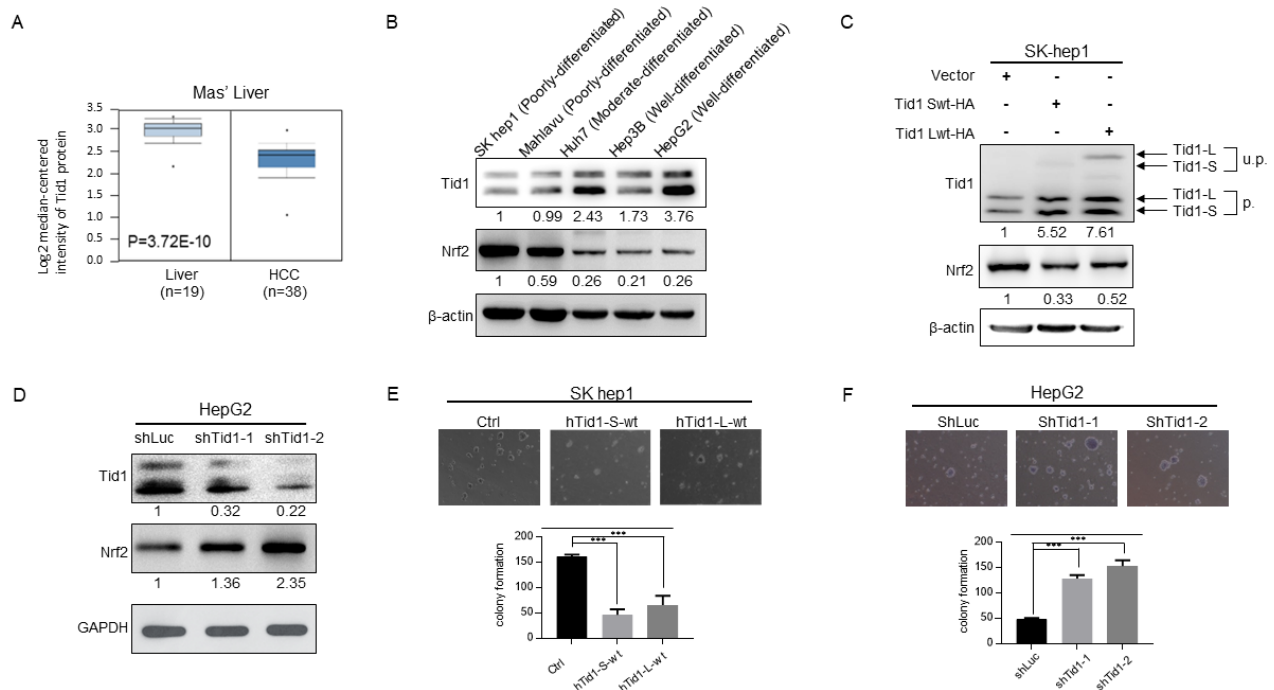 A
Mas' Liver
Log2 median-centered
intensity of Tid1 protein
3.5
3.0
2.5
2.0
1.5
1.0
0.5
0.0
P=3.72E-10
Liver
(n=19)
HCC
(n=38)
B
SK hep1 (Poorly-differentiated)
Mahlavu (Poorly-differentiated)
Huh7 (Moderate-differentiated)
Hep3B (Well-differentiated)
HepG2 (Well-differentiated)
Tid1
1 0.99 2.43 1.73 3.76
Nrf2
1 0.59 0.26 0.21 0.26
β-actin
C
SK-hep1
Vector + - -
Tid1 Swt-HA - + -
Tid1 Lwt-HA - - +
Tid1
Tid1-L
Tid1-S
u.p.
Tid1-L
Tid1-S
p.
1 5.52 7.61
Nrf2
1 0.33 0.52
β-actin
D
HepG2
shLuc shTid1-1 shTid1-2
Tid1
1 0.32 0.22
Nrf2
1 1.36 2.35
GAPDH
E
SK hep1
Ctrl hTid1-S-wt hTid1-L-wt
colony formation
200
150
100
50
0
***
***
Ctrl
hTid1-S-wt
hTid1-L-wt
F
HepG2
ShLuc ShTid1-1 ShTid1-2
colony formation
200
150
100
50
0
***
***
shLuc
shTid1-1
shTid1-2